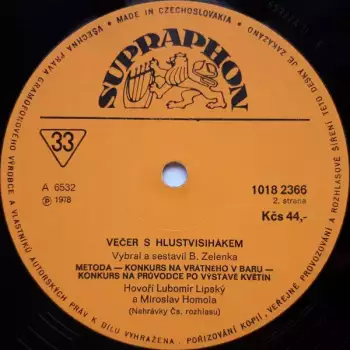 MADE IN CZECHOSLOVAKIA
VŠECHNA PRÁVA GRAMOFONOVÉHO VÝROBCE A VLASTNÍKŮ AUTORSKÝCH PRÁV K DÍLU VYHRAŽENA. POŘIZOVÁNÍ KOPIÍ, VEŘEJNÉ PROVOZOVÁNÍ A ROZHLASOVÉ ŠÍŘENÍ TÉTO DESKY JE ZAKÁZÁNO
SUPRAPHON
33
A 6532
℗ 1978
1018 2366
2. strana
Kčs 44,-
VEČER S HLUSTVISIHÁKEM
Vybral a sestavil B. Zelenka
METODA — KONKURS NA VRATNÉHO V BARU —
KONKURS NA PRŮVODCE PO VÝSTAVĚ KVĚTIN
Hovoří Lubomír Lipský
a Miroslav Homola
(Nahrávky Čs. rozhlasu)